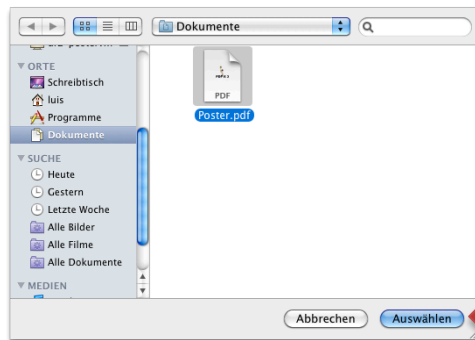 Dokumente
ORTE
Schreibtisch
luis
Programme
Dokumente
SUCHE
Heute
Gestern
Letzte Woche
Alle Bilder
Alle Filme
Alle Dokumente
MEDIEN
PDF
Poster.pdf
Abbrechen
Auswählen